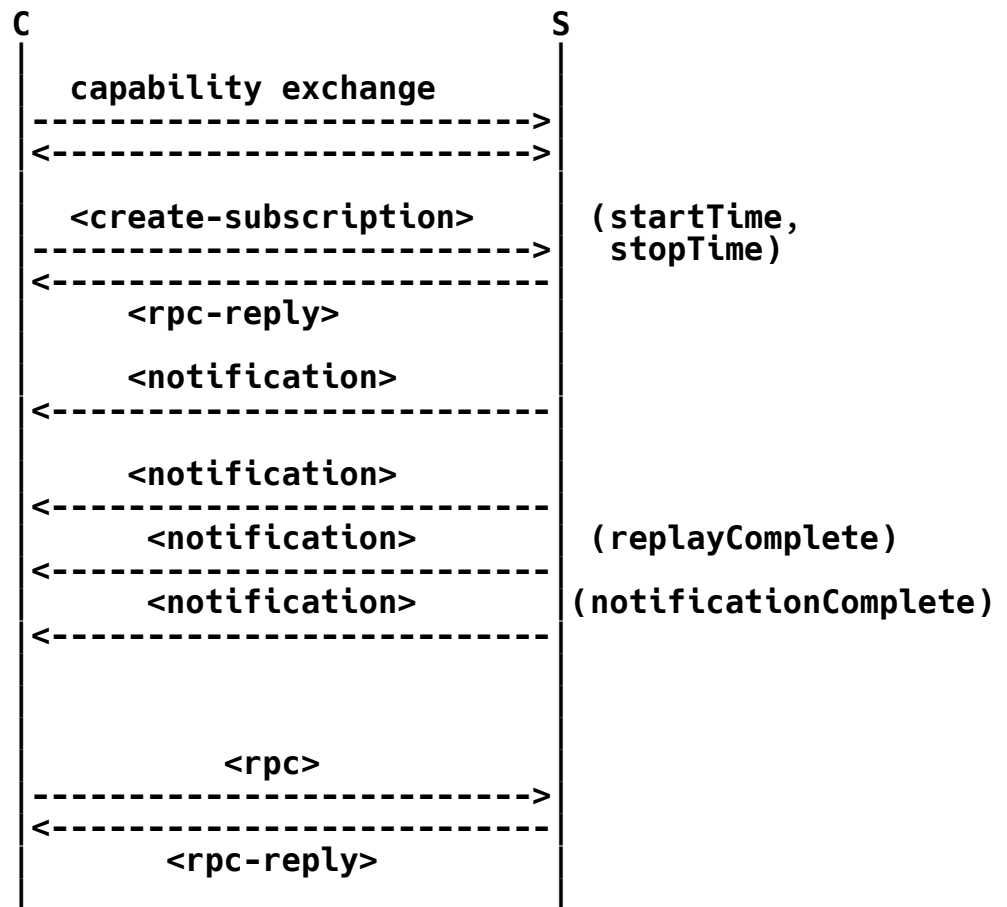 C S
capability exchange
-------------------------->
<------------------------->
<create-subscription> (startTime,
--------------------------> stopTime)
<--------------------------
<rpc-reply>
<notification>
<--------------------------
<notification>
<--------------------------
<notification> (replayComplete)
<--------------------------
<notification> (notificationComplete)
<--------------------------
<rpc>
-------------------------->
<--------------------------
<rpc-reply>